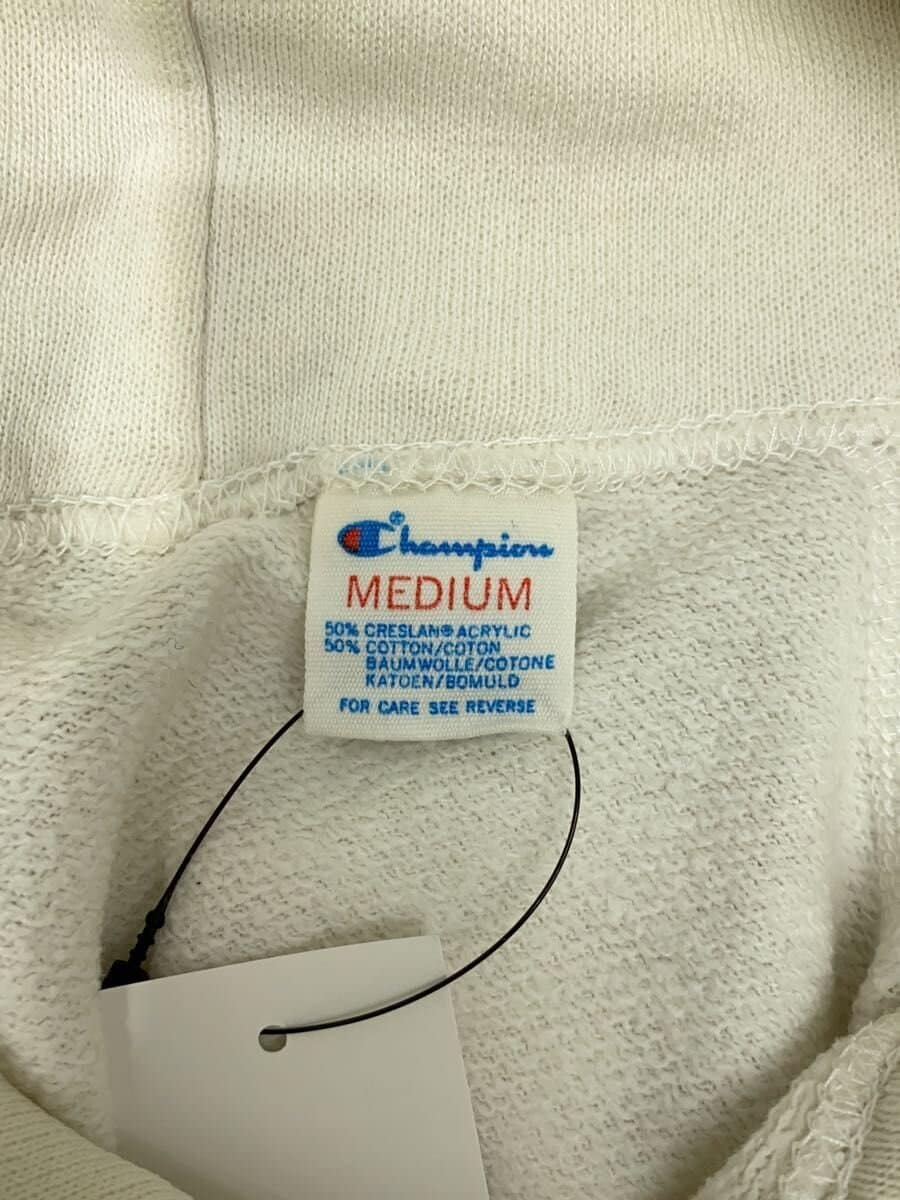 Champion®
MEDIUM
50% CRESLAN® ACRYLIC
50% COTTON/COTON
BAUMWOLLE/COTONE
KATOEN/BOMULD
FOR CARE SEE REVERSE